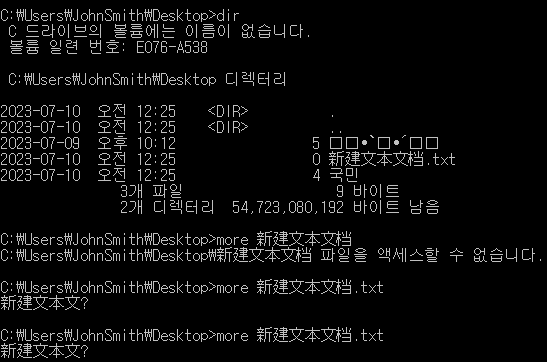 C:₩Users₩JohnSmith₩Desktop>dir
C 드라이브의 볼륨에는 이름이 없습니다.
볼륨 일련 번호: E076-A538
C:₩Users₩JohnSmith₩Desktop 디렉터리
2023-07-10 오전 12:25 <DIR> .
2023-07-10 오전 12:25 <DIR> ..
2023-07-09 오후 10:12 5 □□•`□•´□□
2023-07-10 오전 12:25 0 新建文本文档.txt
2023-07-10 오전 12:25 4 국민
3개 파일 9 바이트
2개 디렉터리 54,723,080,192 바이트 남음
C:₩Users₩JohnSmith₩Desktop>more 新建文本文档
C:₩Users₩JohnSmith₩Desktop₩新建文本文档 파일을 액세스할 수 없습니다.
C:₩Users₩JohnSmith₩Desktop>more 新建文本文档.txt
新建文本文?
C:₩Users₩JohnSmith₩Desktop>more 新建文本文档.txt
新建文本文?